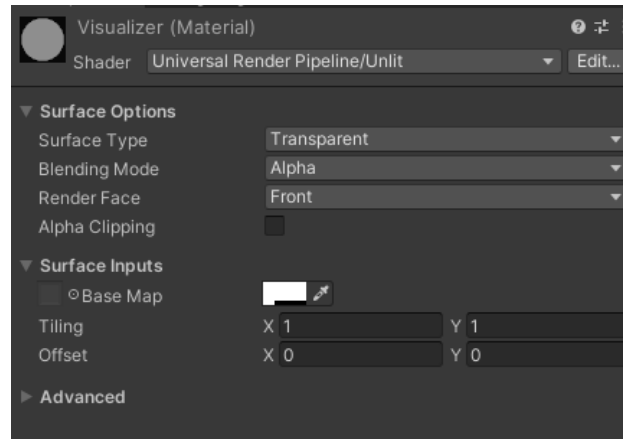 Visualizer (Material)
Shader Universal Render Pipeline/Unlit Edit...
Surface Options
Surface Type Transparent
Blending Mode Alpha
Render Face Front
Alpha Clipping
Surface Inputs
Base Map
Tiling X 1 Y 1
Offset X 0 Y 0
Advanced